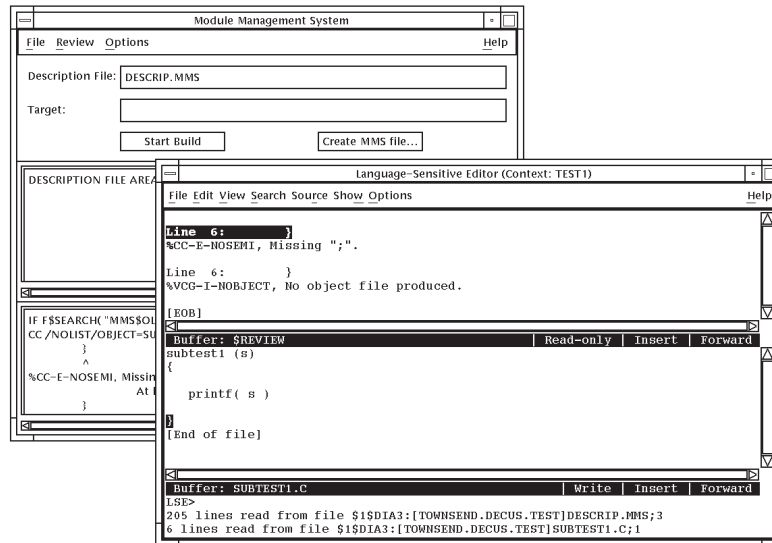 Module Management System
File Review Options Help
Description File: DESCRIP.MMS
Target:
Start Build Create MMS file...
DESCRIPTION FILE AREA
IF F$SEARCH( "MMS$OL
CC /NOLIST/OBJECT=SU
}
^
%CC-E-NOSEMI, Missin
At l
}
Language-Sensitive Editor (Context: TEST1)
File Edit View Search Source Show Options Help
Line 6: }
%CC-E-NOSEMI, Missing ";".
Line 6: }
%VCG-I-NOBJECT, No object file produced.
[EOB]
Buffer: $REVIEW | Read-only | Insert | Forward
subtest1 (s)
{
printf( s )
}
[End of file]
Buffer: SUBTEST1.C | Write | Insert | Forward
LSE>
205 lines read from file $1$DIA3:[TOWNSEND.DECUS.TEST]DESCRIP.MMS;3
6 lines read from file $1$DIA3:[TOWNSEND.DECUS.TEST]SUBTEST1.C;1